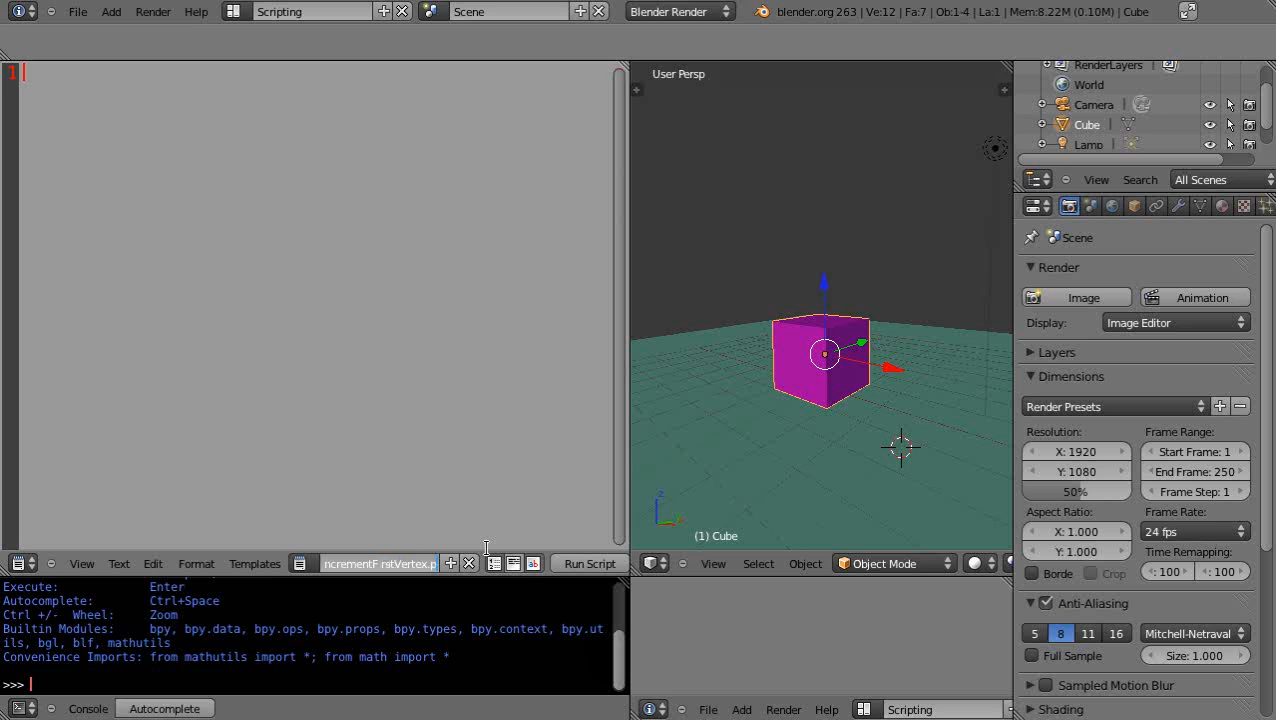 File Add Render Help Scripting Scene Blender Render blender.org 263 | Ve:12 | Fa:7 | Ob:1-4 | La:1 | Mem:8.22M (0.10M) | Cube
1
User Persp
(1) Cube
View Text Edit Format Templates ncrementF rstVertex.p Run Script
View Select Object Object Mode
Execute: Enter
Autocomplete: Ctrl+Space
Ctrl +/- Wheel: Zoom
Builtin Modules: bpy, bpy.data, bpy.ops, bpy.props, bpy.types, bpy.context, bpy.ut
ils, bgl, blf, mathutils
Convenience Imports: from mathutils import *; from math import *
>>>
Console Autocomplete
File Add Render Help Scripting
RenderLayers
World
Camera
Cube
Lamp
View Search All Scenes
Scene
Render
Image Animation
Display: Image Editor
Layers
Dimensions
Render Presets
Resolution: Frame Range:
X: 1920 Start Frame: 1
Y: 1080 End Frame: 250
50% Frame Step: 1
Aspect Ratio: Frame Rate:
X: 1.000 24 fps
Y: 1.000 Time Remapping:
Borde Crop : 100 : 100
Anti-Aliasing
5 8 11 16 Mitchell-Netraval
Full Sample Size: 1.000
Sampled Motion Blur
Shading